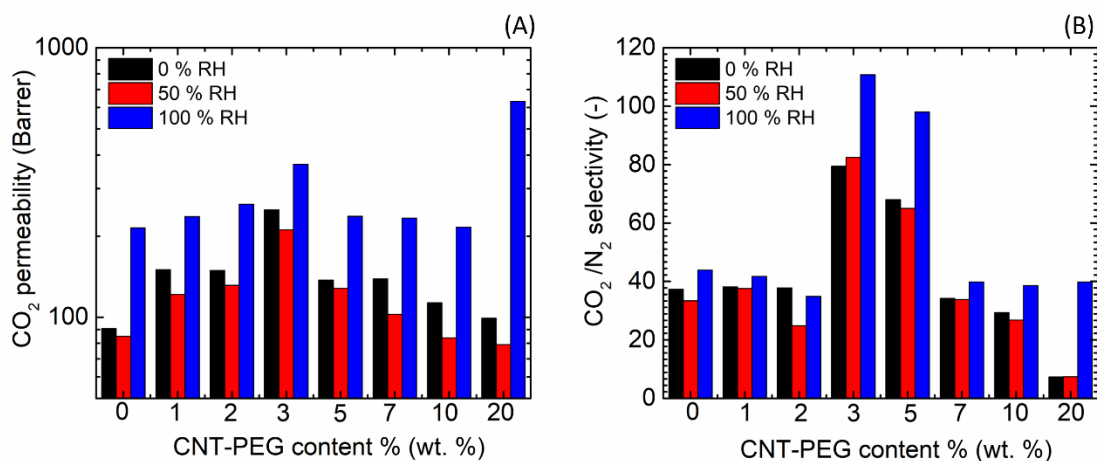 (A)
1000
0 % RH
50 % RH
100 % RH
CO₂ permeability (Barrer)
100
0 1 2 3 5 7 10 20
CNT-PEG content % (wt. %)
(B)
120
0 % RH
50 % RH
100 % RH
100
80
60
40
20
0
CO₂ /N₂ selectivity (-)
0 1 2 3 5 7 10 20
CNT-PEG content % (wt. %)